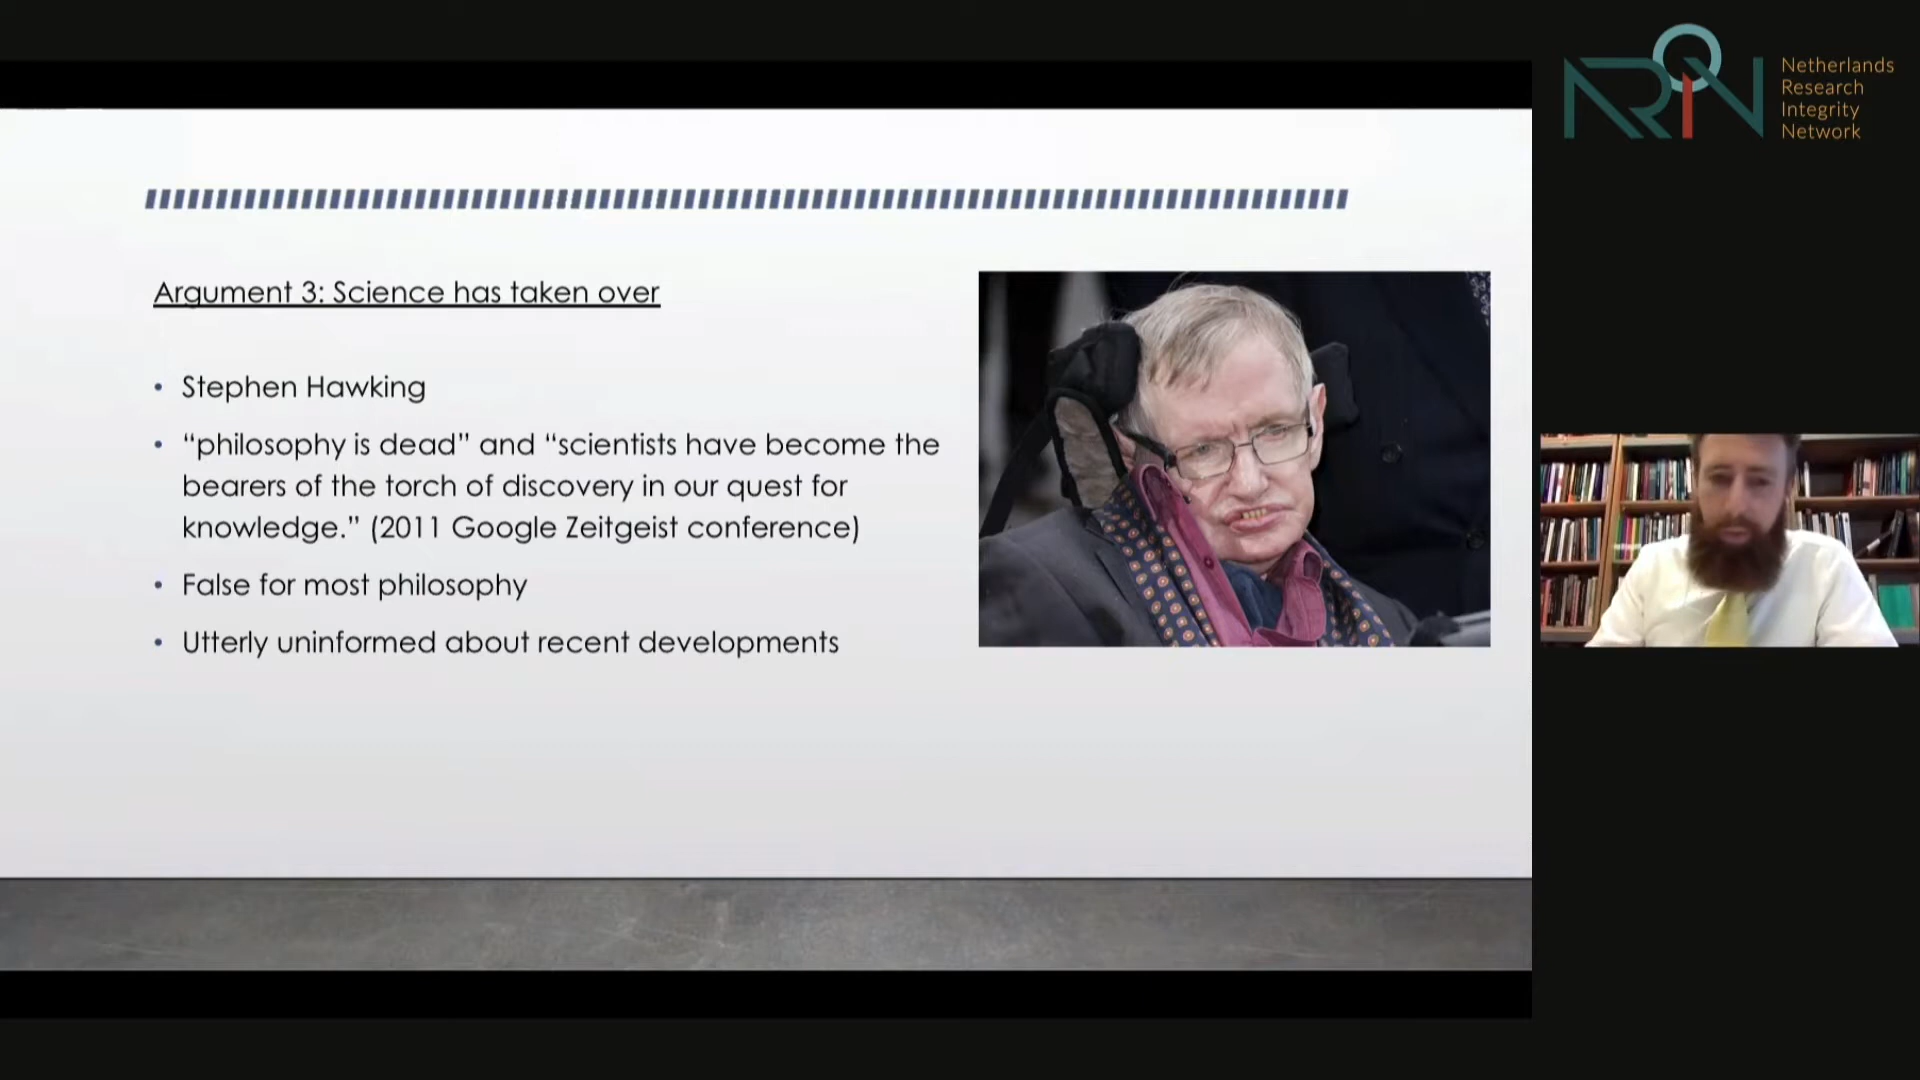 Argument 3: Science has taken over
• Stephen Hawking
• “philosophy is dead” and “scientists have become the
bearers of the torch of discovery in our quest for
knowledge.” (2011 Google Zeitgeist conference)
• False for most philosophy
• Utterly uninformed about recent developments
NRIN
Netherlands
Research
Integrity
Network